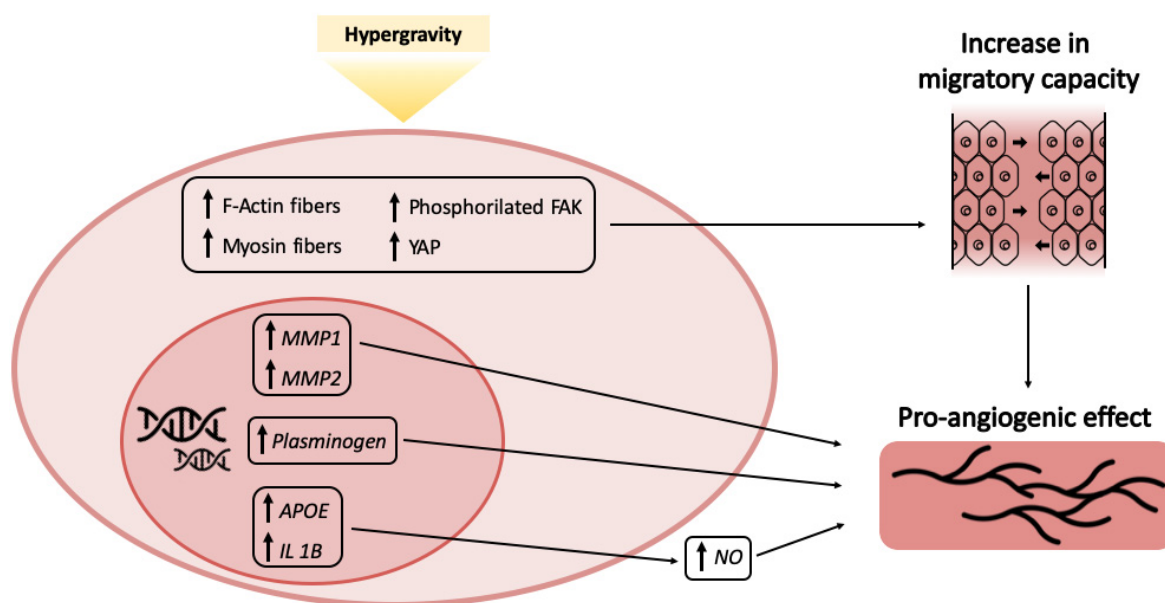 Hypergravity
Increase in
migratory capacity
↑ F-Actin fibers
↑ Phosphorilated FAK
↑ Myosin fibers
↑ YAP
↑ MMP1
↑ MMP2
Pro-angiogenic effect
↑ Plasminogen
↑ APOE
↑ IL 1B
↑ NO